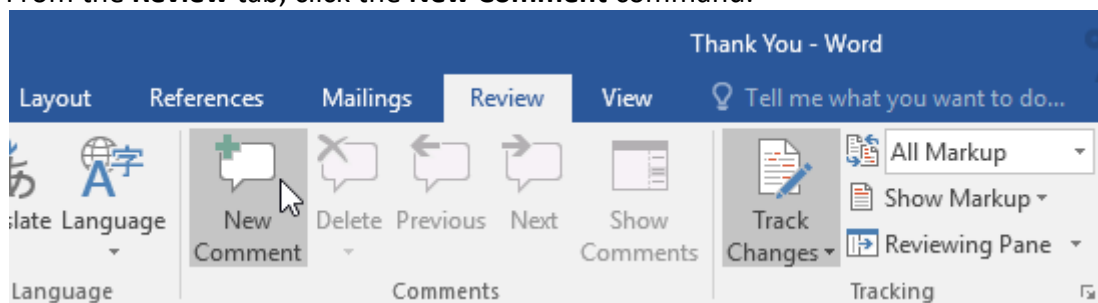 From the Review tab, click the New Comment command.
Thank You - Word
Layout References Mailings Review View Tell me what you want to do...
All Markup
Show Markup
Reviewing Pane
slate Language
New Comment
Delete Previous Next
Show Comments
Track Changes
Language Comments Tracking